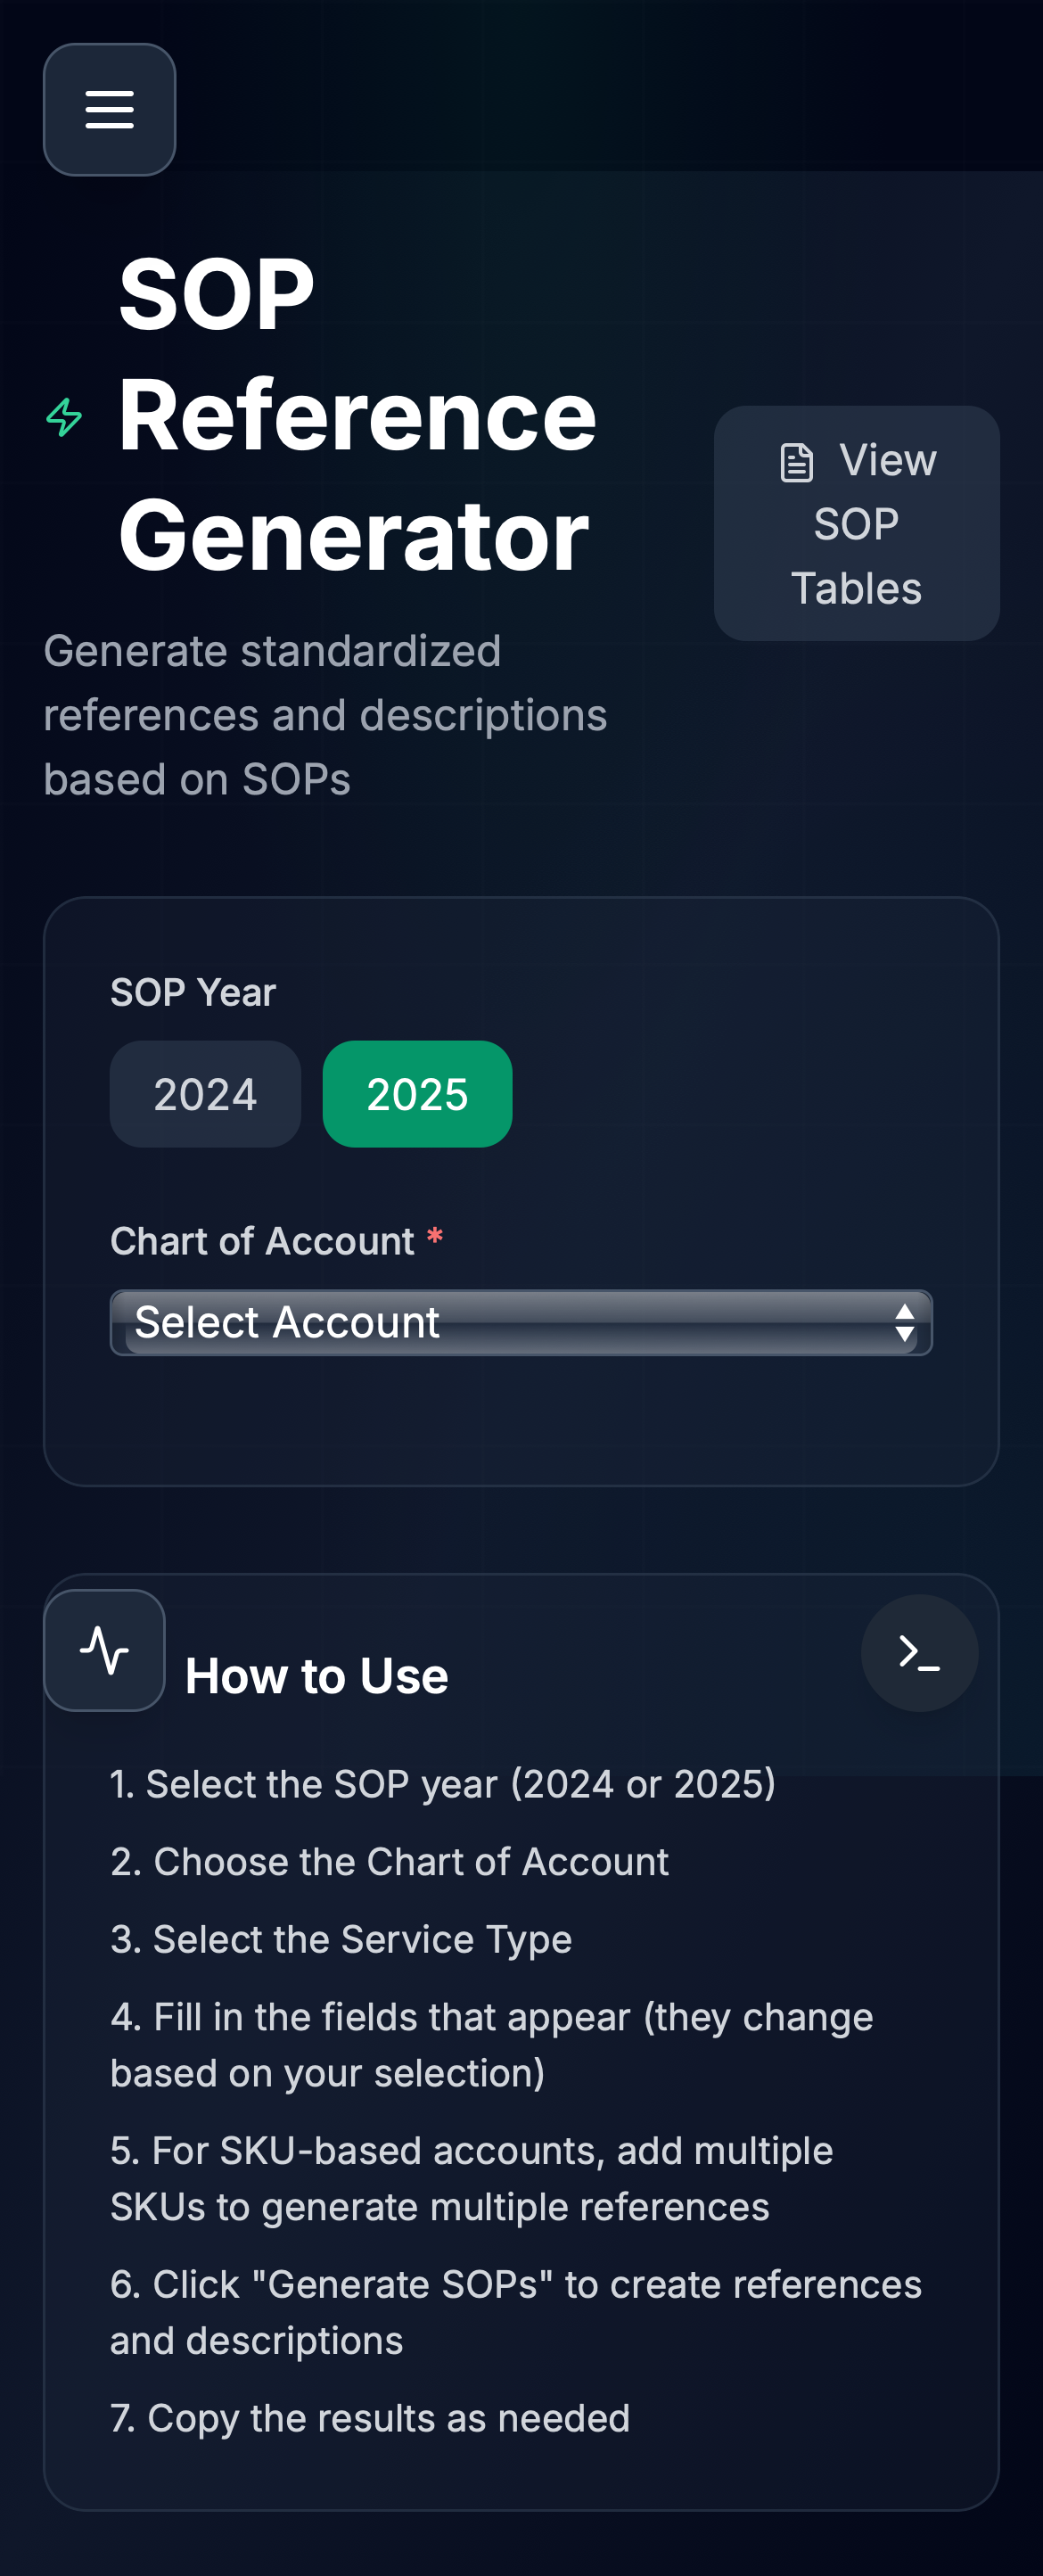 SOP
Reference
Generator
View
SOP
Tables
Generate standardized
references and descriptions
based on SOPs
SOP Year
2024 2025
Chart of Account *
Select Account
How to Use
1. Select the SOP year (2024 or 2025)
2. Choose the Chart of Account
3. Select the Service Type
4. Fill in the fields that appear (they change
based on your selection)
5. For SKU-based accounts, add multiple
SKUs to generate multiple references
6. Click "Generate SOPs" to create references
and descriptions
7. Copy the results as needed